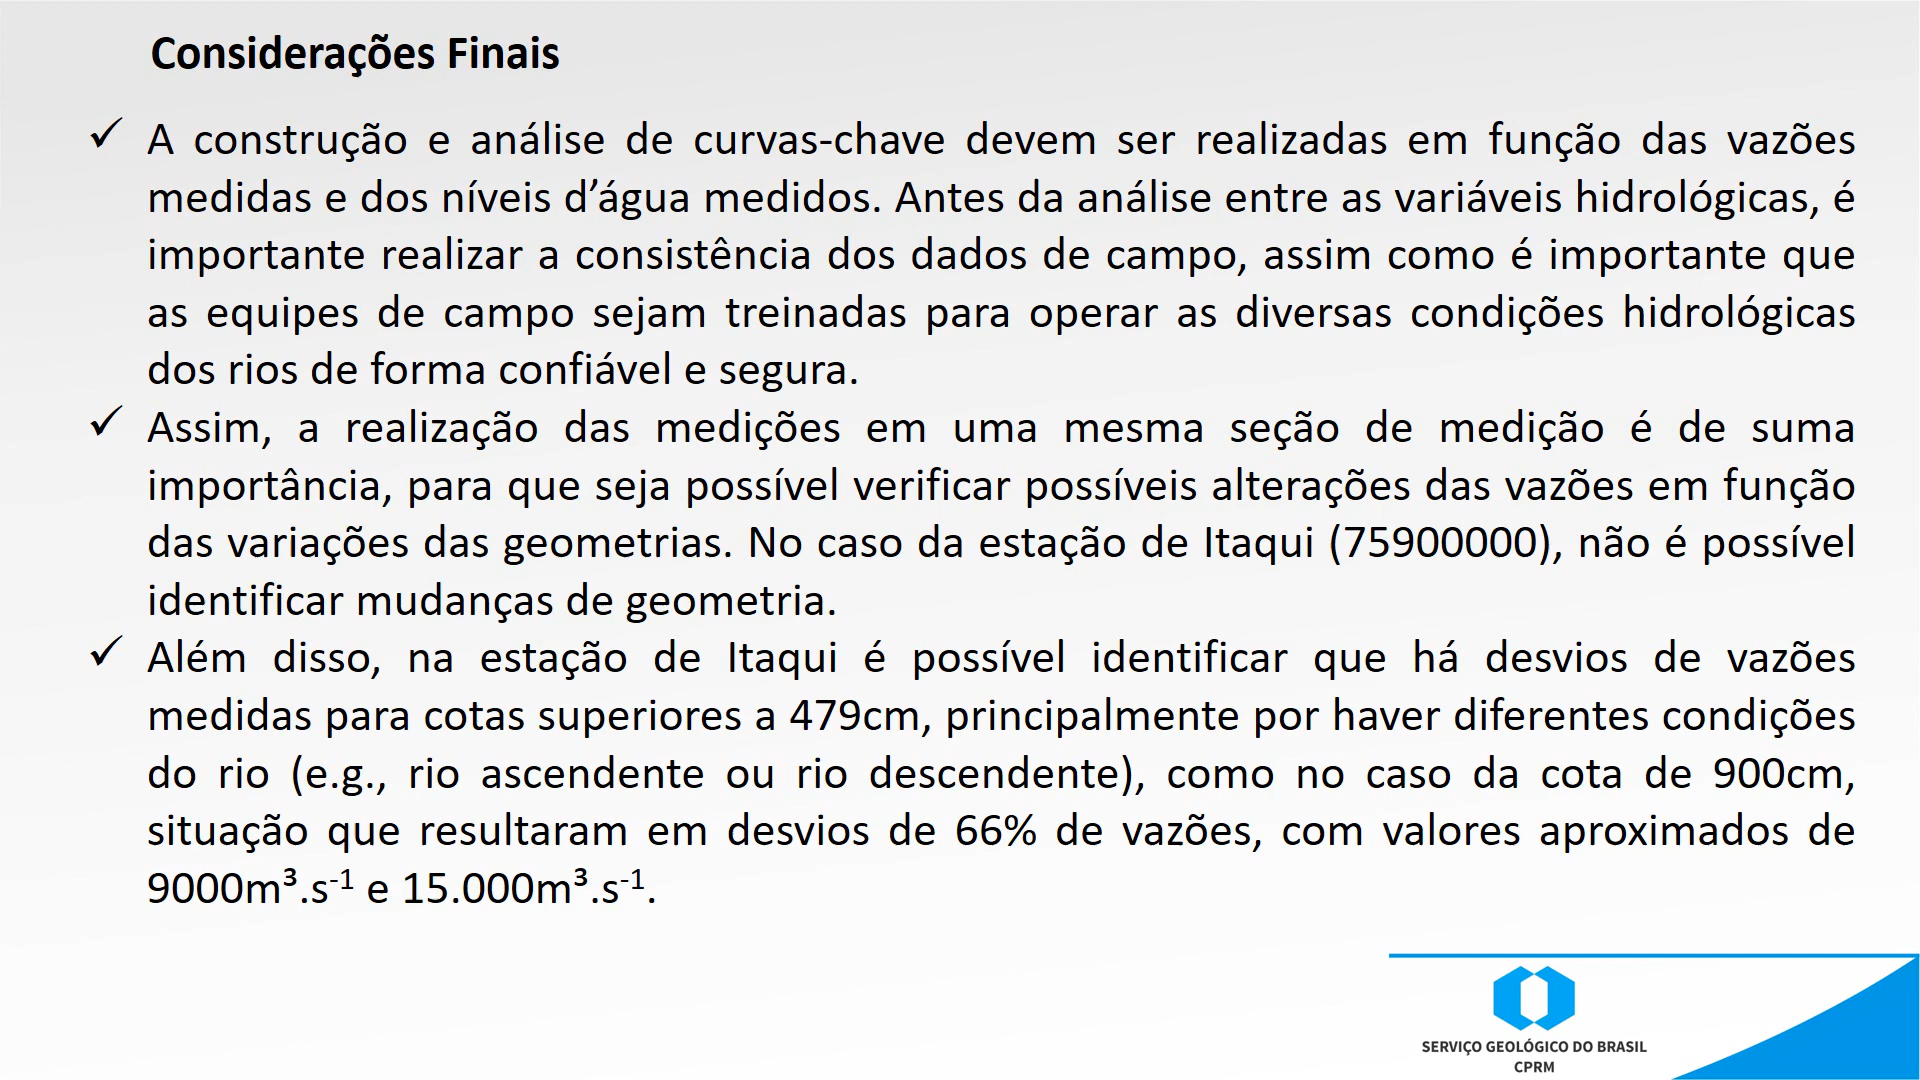 Considerações Finais
✓ A construção e análise de curvas-chave devem ser realizadas em função das vazões
medidas e dos níveis d’água medidos. Antes da análise entre as variáveis hidrológicas, é
importante realizar a consistência dos dados de campo, assim como é importante que
as equipes de campo sejam treinadas para operar as diversas condições hidrológicas
dos rios de forma confiável e segura.
✓ Assim, a realização das medições em uma mesma seção de medição é de suma
importância, para que seja possível verificar possíveis alterações das vazões em função
das variações das geometrias. No caso da estação de Itaqui (75900000), não é possível
identificar mudanças de geometria.
✓ Além disso, na estação de Itaqui é possível identificar que há desvios de vazões
medidas para cotas superiores a 479cm, principalmente por haver diferentes condições
do rio (e.g., rio ascendente ou rio descendente), como no caso da cota de 900cm,
situação que resultaram em desvios de 66% de vazões, com valores aproximados de
9000m³.s⁻¹ e 15.000m³.s⁻¹.
SERVIÇO GEOLÓGICO DO BRASIL
CPRM